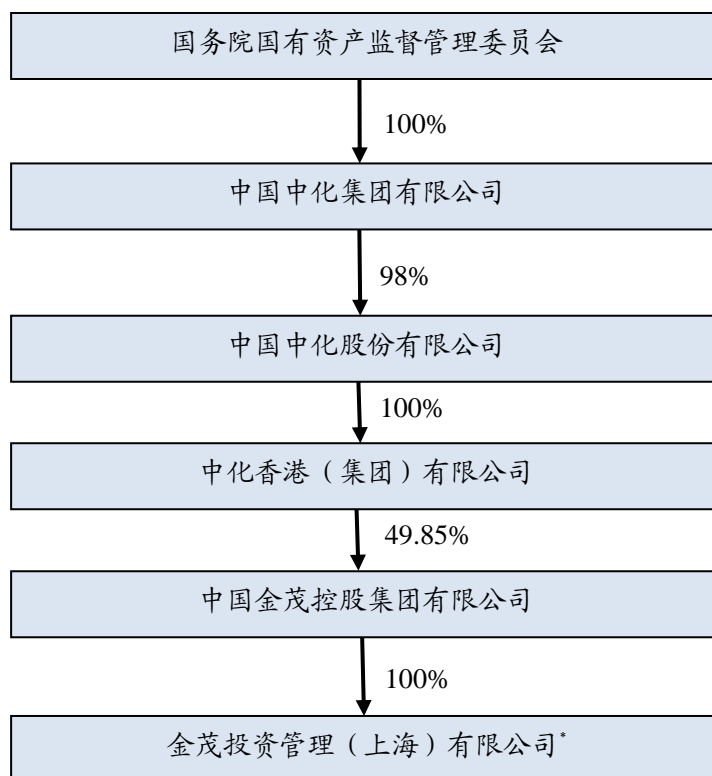 国务院国有资产监督管理委员会
100%
中国中化集团有限公司
98%
中国中化股份有限公司
100%
中化香港（集团）有限公司
49.85%
中国金茂控股集团有限公司
100%
金茂投资管理（上海）有限公司*